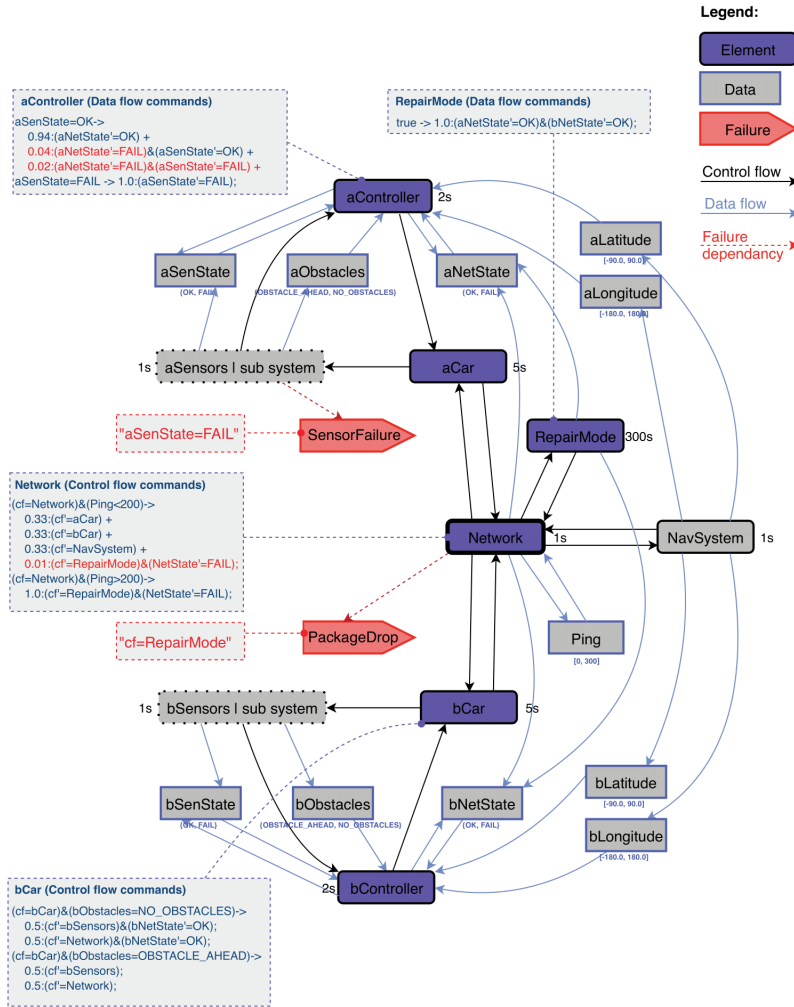 Legend:
Element
Data
Failure
Control flow
Data flow
Failure
dependancy
aController (Data flow commands)
aSenState=OK->
0.94:(aNetState'=OK) +
0.04:(aNetState'=FAIL)&(aSenState'=OK) +
0.02:(aNetState'=FAIL)&(aSenState'=FAIL) +
aSenState=FAIL -> 1.0:(aSenState'=FAIL);
RepairMode (Data flow commands)
true -> 1.0:(aNetState'=OK)&(bNetState'=OK);
aController
2s
aLatitude
[-90.0, 90.0]
aSenState
(OK, FAIL)
aObstacles
(OBSTACLE_AHEAD, NO_OBSTACLES)
aNetState
(OK, FAIL)
aLongitude
[-180.0, 180.0]
1s
aSensors | sub system
aCar
5s
"aSenState=FAIL"
SensorFailure
RepairMode
300s
Network (Control flow commands)
(cf=Network)&(Ping<200)->
0.33:(cf'=aCar) +
0.33:(cf'=bCar) +
0.33:(cf'=NavSystem) +
0.01:(cf'=RepairMode)&(NetState'=FAIL);
(cf=Network)&(Ping>200)->
1.0:(cf'=RepairMode)&(NetState'=FAIL);
Network
1s
NavSystem
1s
"cf=RepairMode"
PackageDrop
Ping
[0, 300]
1s
bSensors | sub system
bCar
5s
bSenState
(OK, FAIL)
bObstacles
(OBSTACLE_AHEAD, NO_OBSTACLES)
bNetState
(OK, FAIL)
bLatitude
[-90.0, 90.0]
bLongitude
[-180.0, 180.0]
2s
bController
bCar (Control flow commands)
(cf=bCar)&(bObstacles=NO_OBSTACLES)->
0.5:(cf'=bSensors)&(bNetState'=OK);
0.5:(cf'=Network)&(bNetState'=OK);
(cf=bCar)&(bObstacles=OBSTACLE_AHEAD)->
0.5:(cf'=bSensors);
0.5:(cf'=Network);